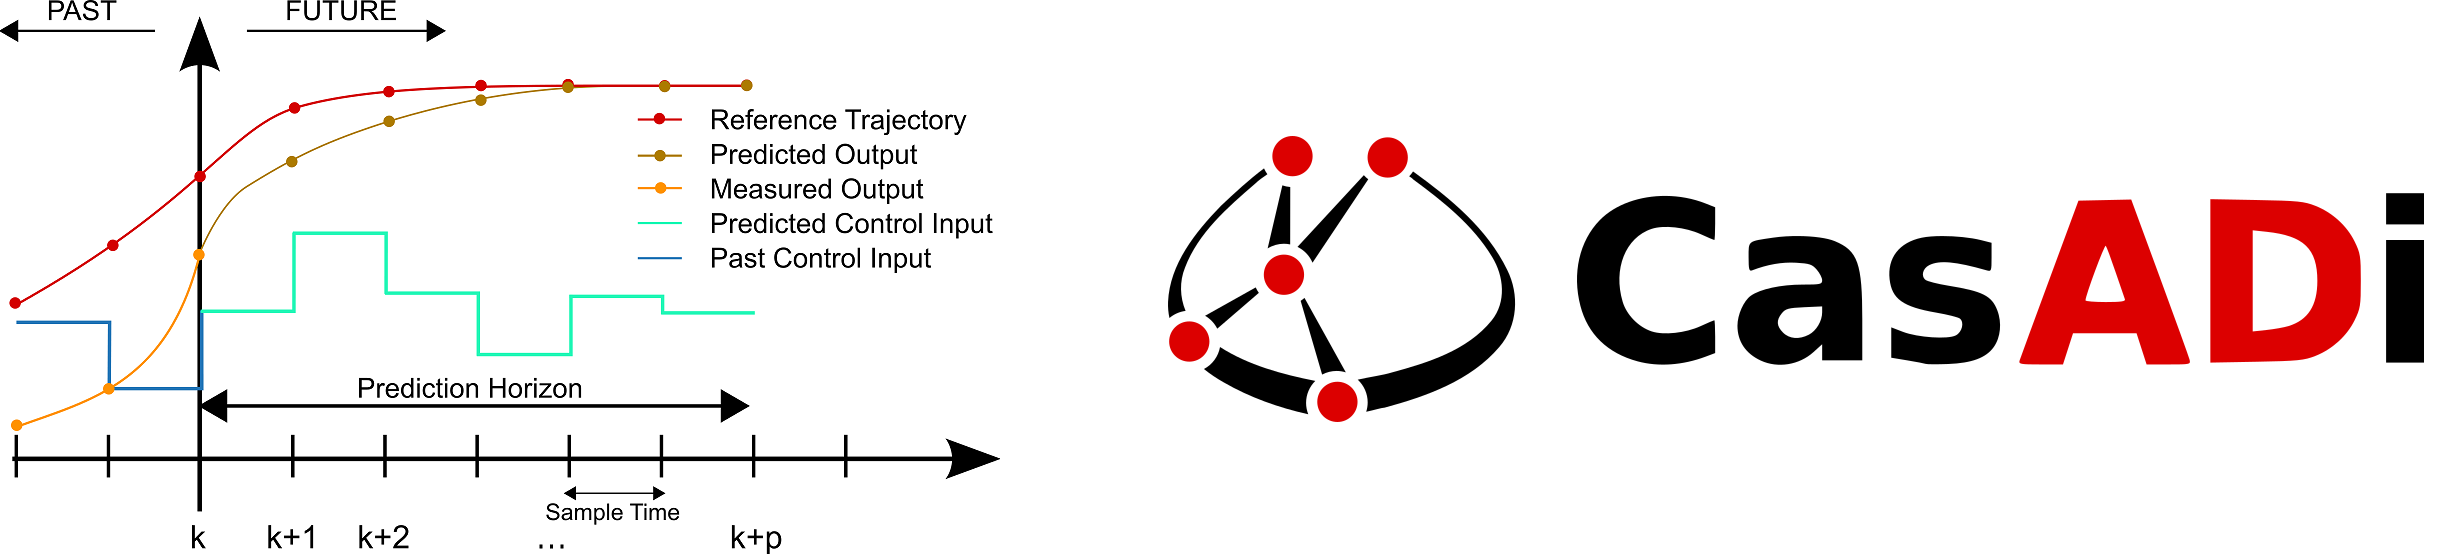 PAST
FUTURE
Reference Trajectory
Predicted Output
Measured Output
Predicted Control Input
Past Control Input
Prediction Horizon
Sample Time
k
k+1
k+2
...
k+p
CasADi